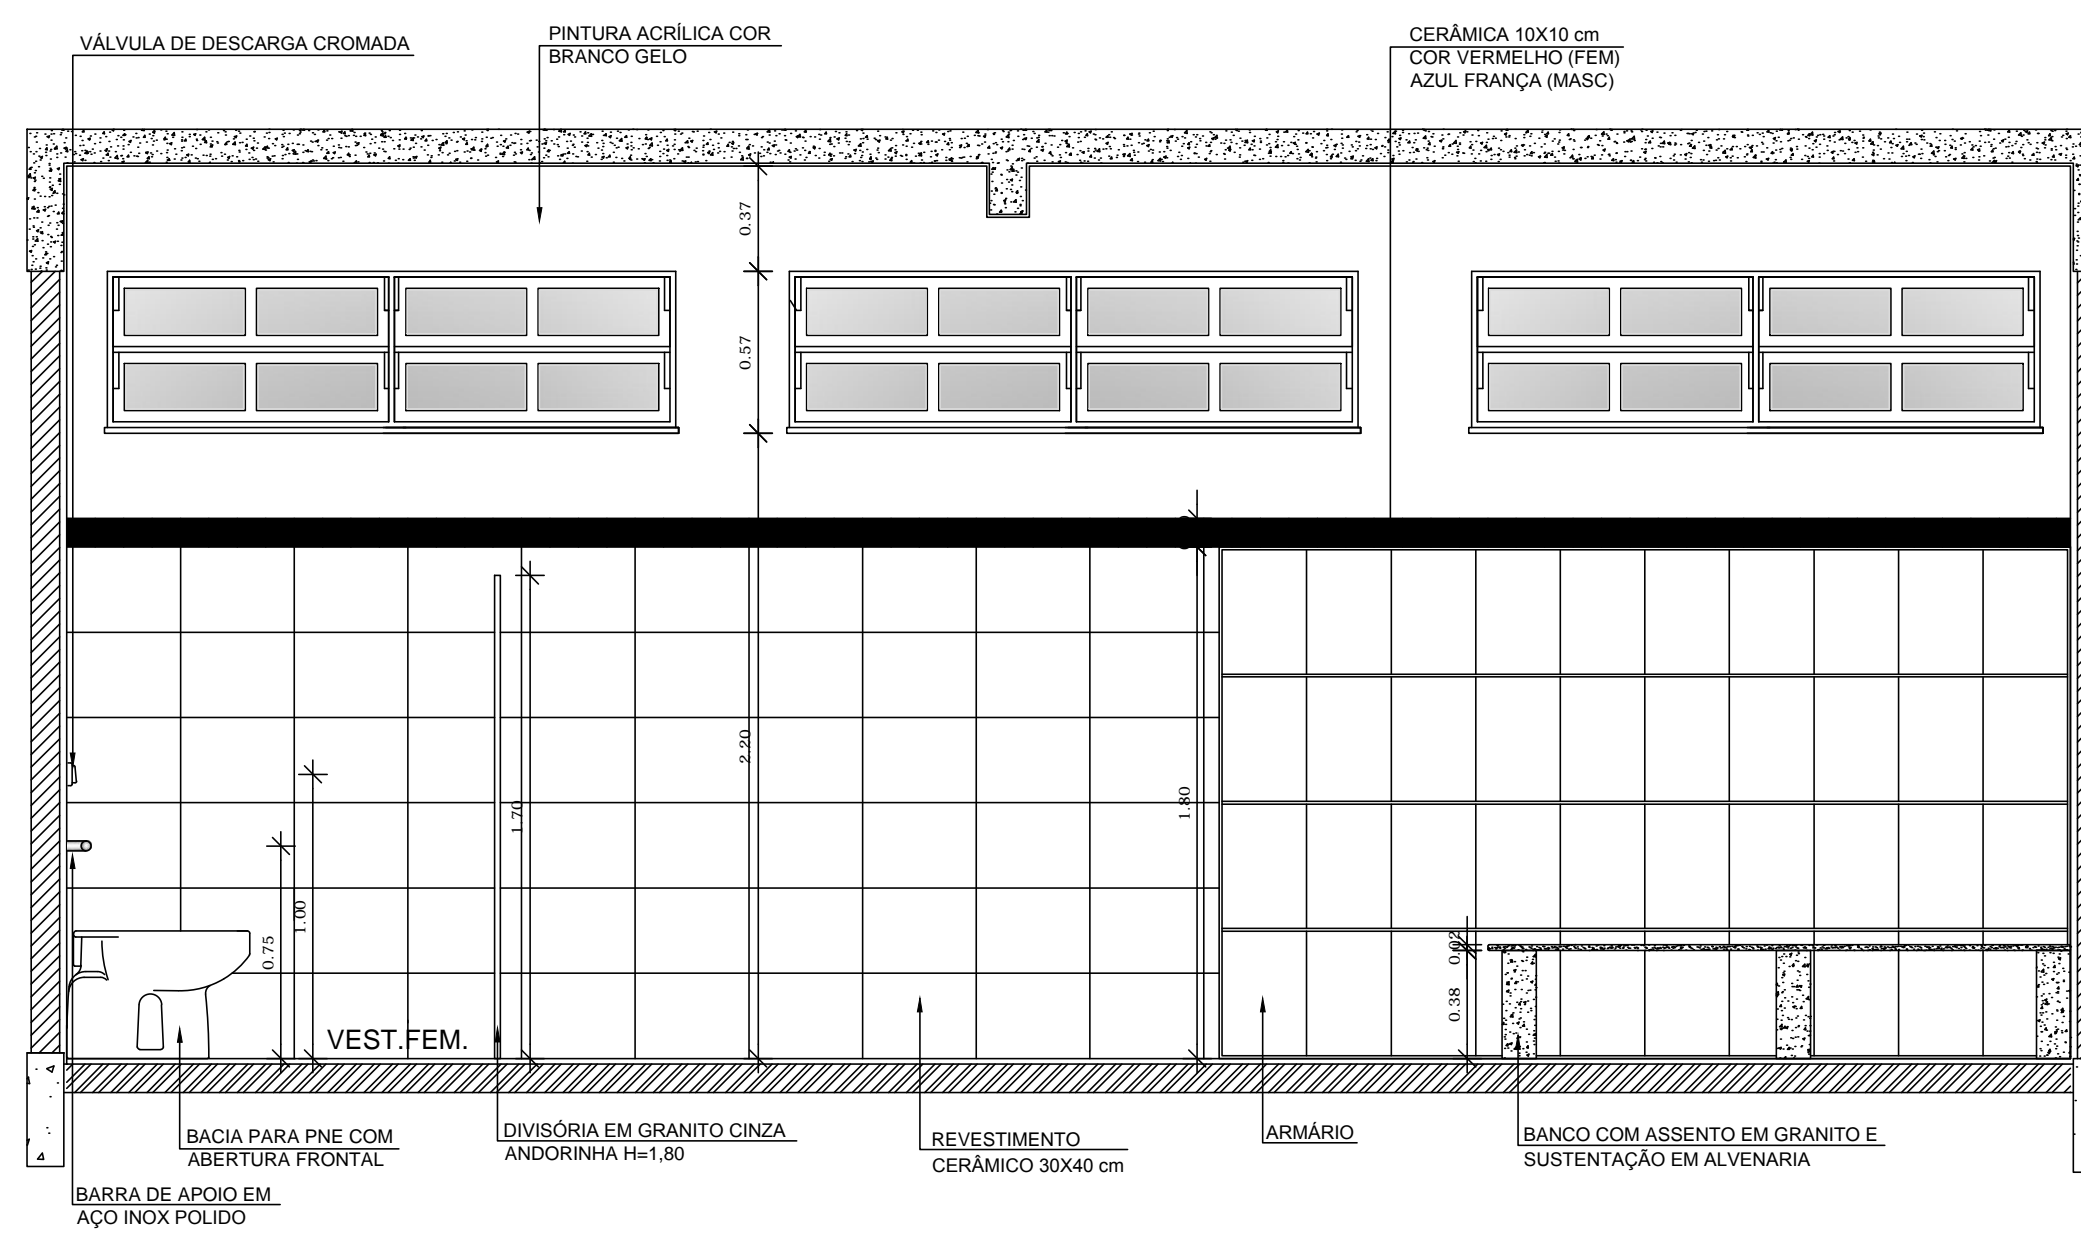 VÁLVULA DE DESCARGA CROMADA
PINTURA ACRÍLICA COR
BRANCO GELO
CERÂMICA 10X10 cm
COR VERMELHO (FEM)
AZUL FRANÇA (MASC)
0.37
0.57
2.20
1.80
1.70
1.00
0.75
0.02
0.38
VEST.FEM.
BACIA PARA PNE COM
ABERTURA FRONTAL
DIVISÓRIA EM GRANITO CINZA
ANDORINHA H=1,80
REVESTIMENTO
CERÂMICO 30X40 cm
ARMÁRIO
BANCO COM ASSENTO EM GRANITO E
SUSTENTAÇÃO EM ALVENARIA
BARRA DE APOIO EM
AÇO INOX POLIDO